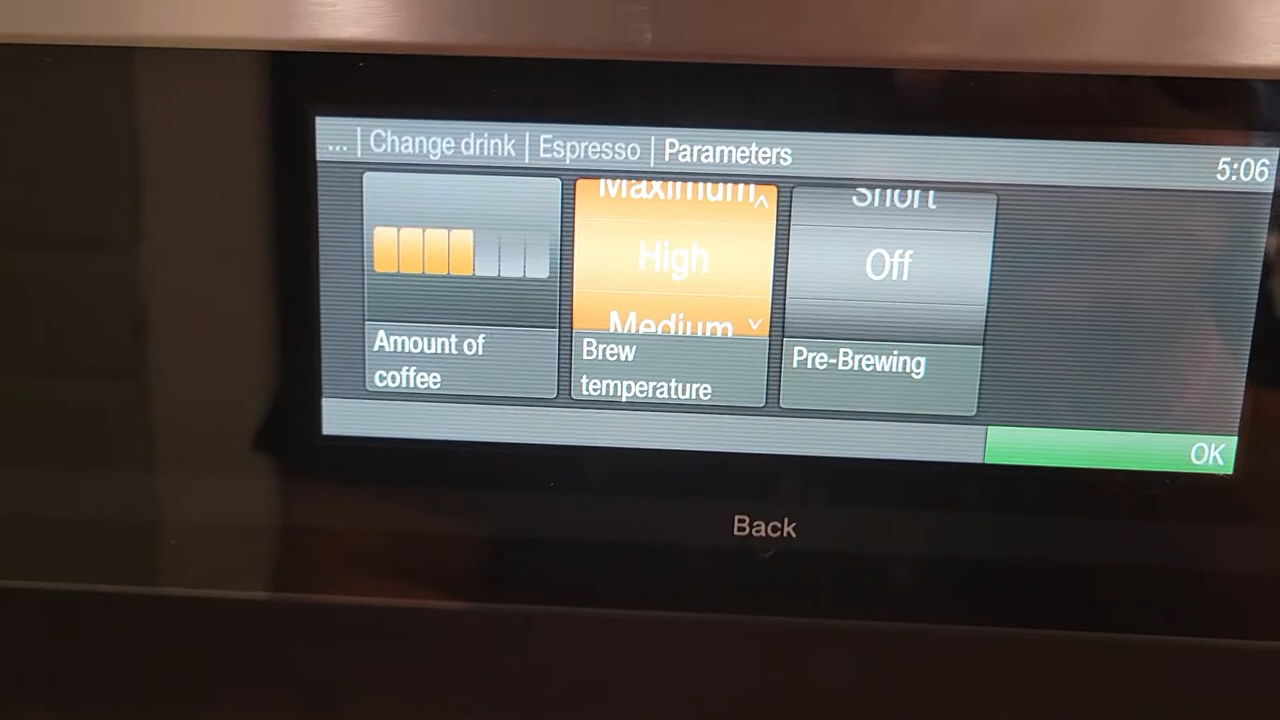 ... | Change drink | Espresso | Parameters
5:06
Maximum
High
Medium
Short
Off
Amount of
coffee
Brew
temperature
Pre-Brewing
OK
Back